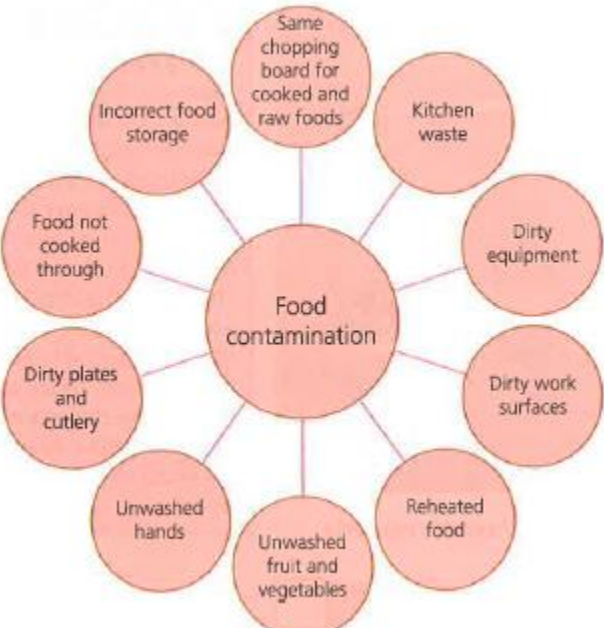 Same
chopping
board for
cooked and
raw foods
Kitchen
waste
Dirty
equipment
Dirty work
surfaces
Reheated
food
Unwashed
fruit and
vegetables
Unwashed
hands
Dirty plates
and
cutlery
Food not
cooked
through
Incorrect food
storage
Food
contamination